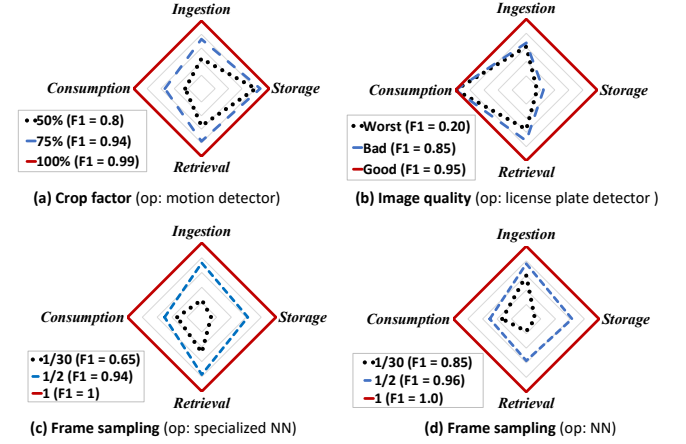 Ingestion
Consumption
Storage
Retrieval
50% (F1 = 0.8)
75% (F1 = 0.94)
100% (F1 = 0.99)
(a) Crop factor (op: motion detector)
Ingestion
Consumption
Storage
Retrieval
Worst (F1 = 0.20)
Bad (F1 = 0.85)
Good (F1 = 0.95)
(b) Image quality (op: license plate detector )
Ingestion
Consumption
Storage
Retrieval
1/30 (F1 = 0.65)
1/2 (F1 = 0.94)
1 (F1 = 1)
(c) Frame sampling (op: specialized NN)
Ingestion
Consumption
Storage
Retrieval
1/30 (F1 = 0.85)
1/2 (F1 = 0.96)
1 (F1 = 1.0)
(d) Frame sampling (op: NN)